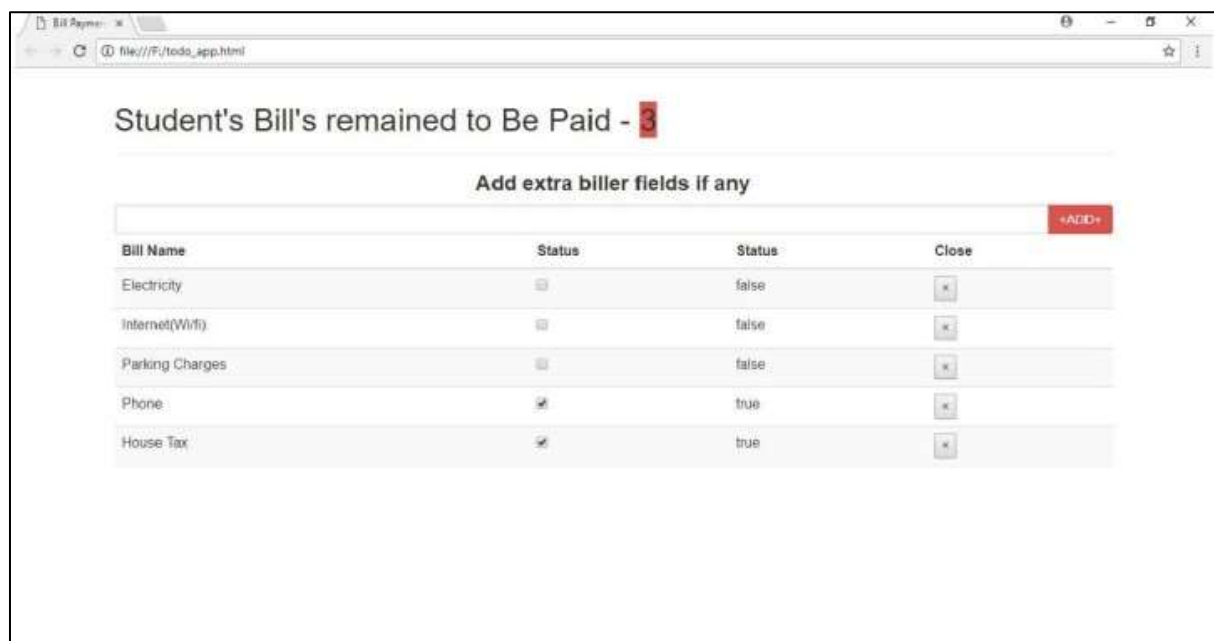 Bill Payme
file:///F:/todo_app.html
Student's Bill's remained to Be Paid - 3
Add extra biller fields if any
+ADD+
Bill Name Status Status Close
Electricity false ×
Internet(Wi/fi) false ×
Parking Charges false ×
Phone true ×
House Tax true ×